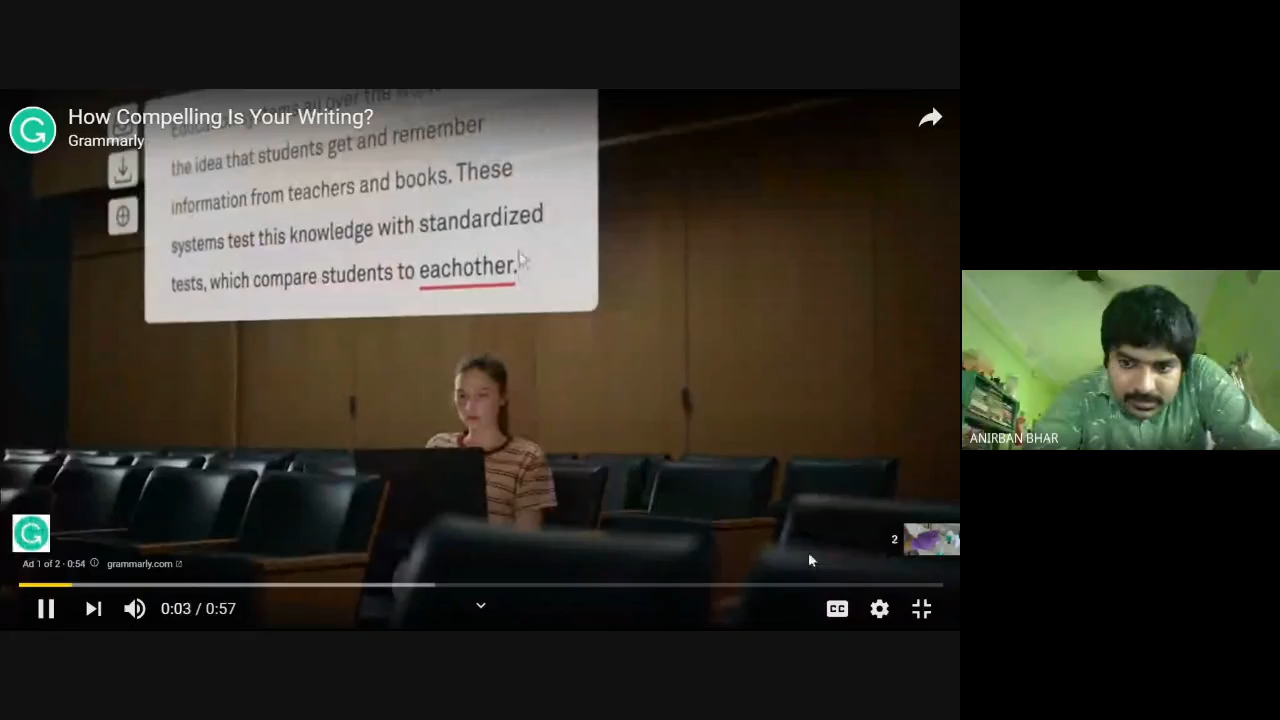 How Compelling Is Your Writing?
Grammarly
the idea that students get and remember
information from teachers and books. These
systems test this knowledge with standardized
tests, which compare students to eachother.
ANIRBAN BHAR
2
Ad 1 of 2 · 0:54
grammarly.com
0:03 / 0:57
CC